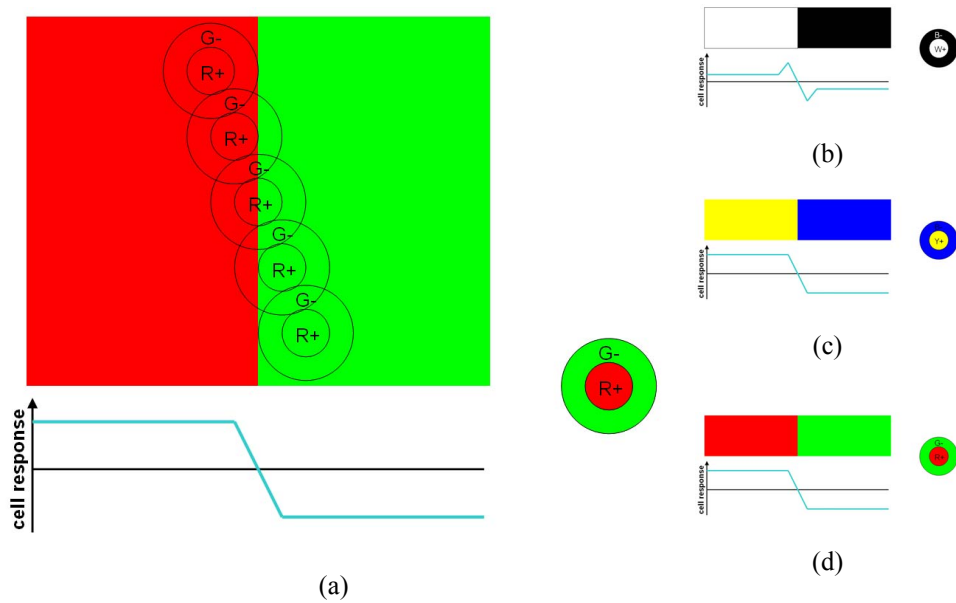 G-
R+
G-
R+
G-
R+
G-
R+
G-
R+
cell response
(a)
G-
R+
B-
W+
cell response
(b)
Y+
cell response
(c)
G-
R+
cell response
(d)